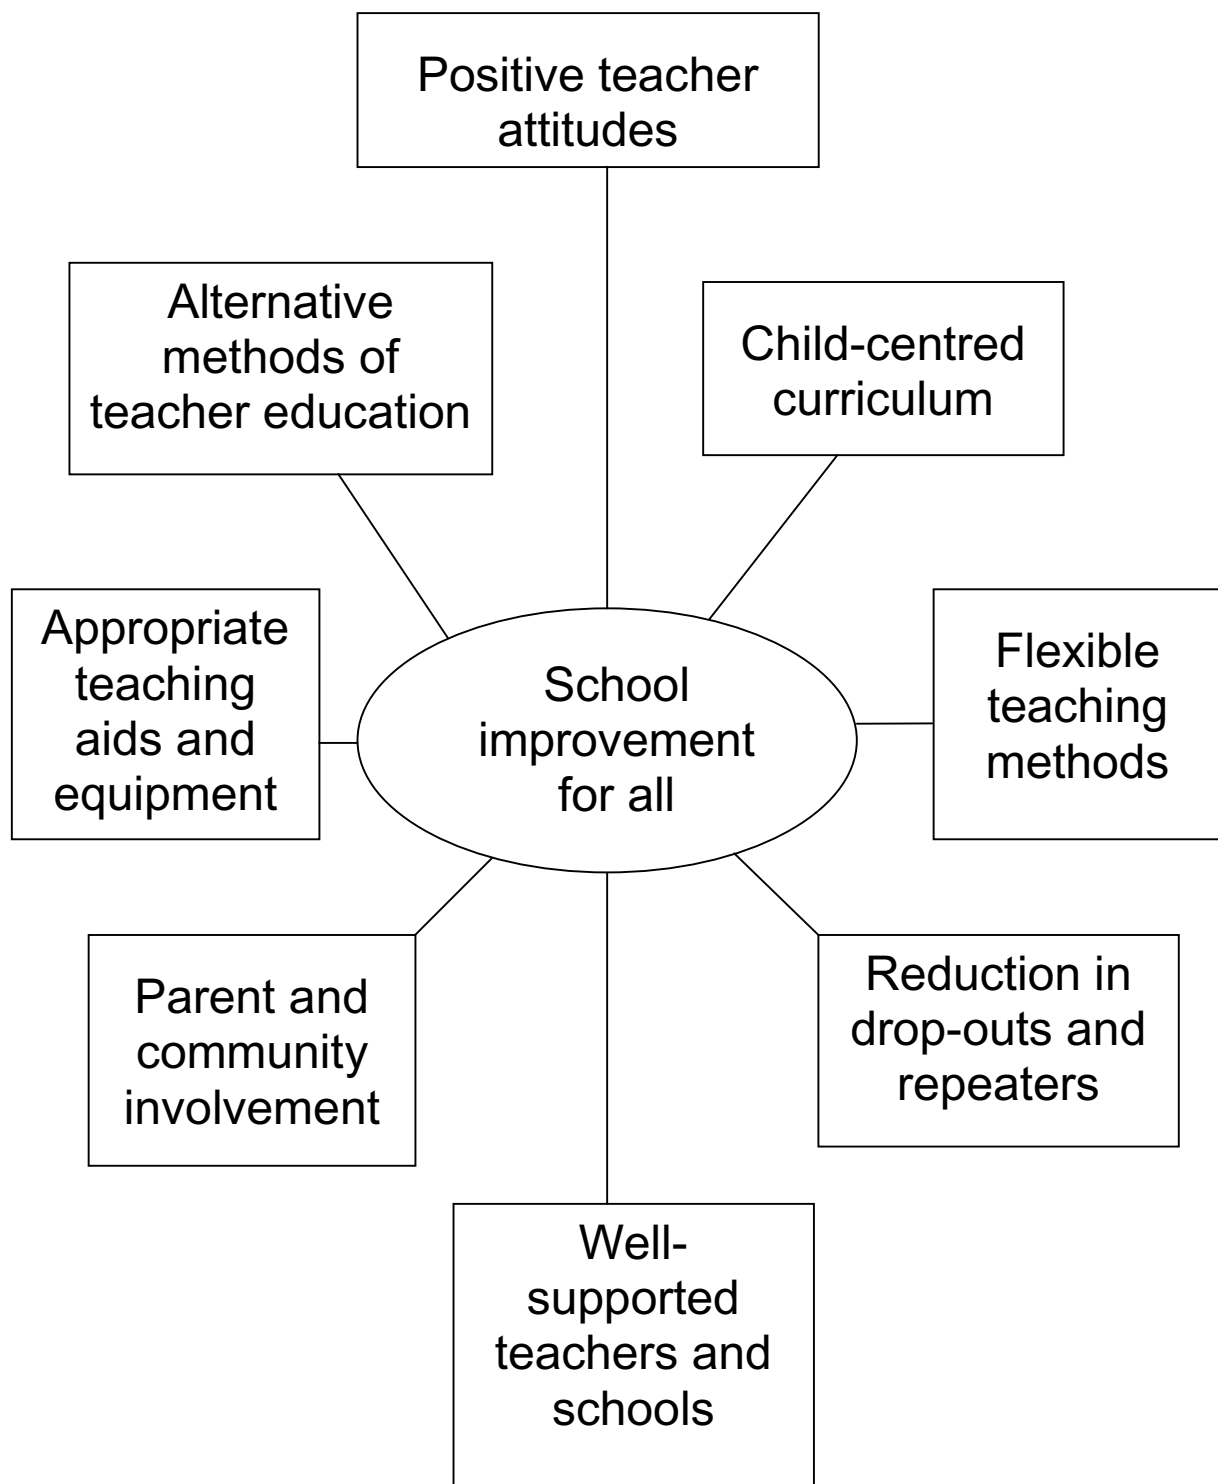 Positive teacher
attitudes
Alternative
methods of
teacher education
Child-centred
curriculum
Appropriate
teaching
aids and
equipment
School
improvement
for all
Flexible
teaching
methods
Parent and
community
involvement
Reduction in
drop-outs and
repeaters
Well-
supported
teachers and
schools